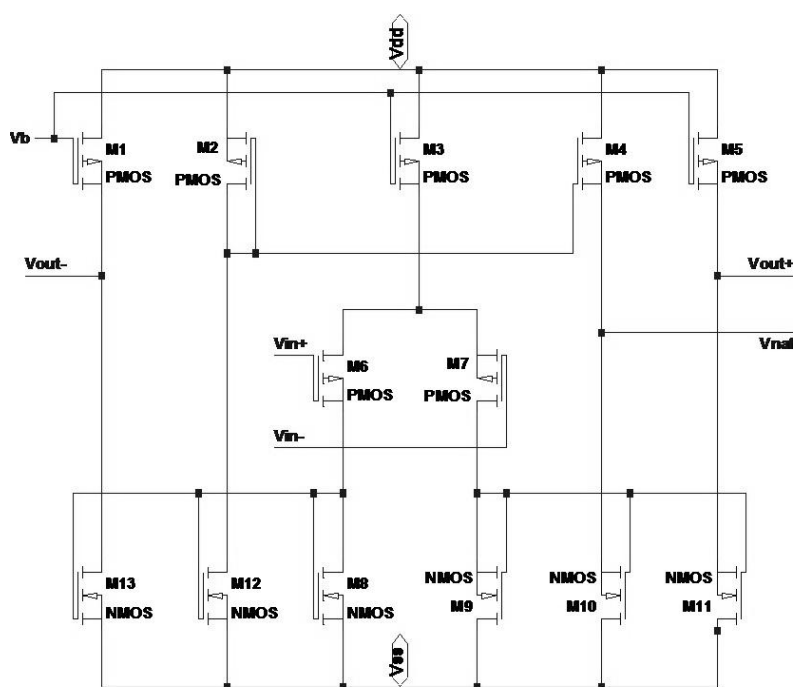 Vdd
Vb
M1
PMOS
M2
PMOS
M3
PMOS
M4
PMOS
M5
PMOS
Vout-
Vout+
Vin+
M6
PMOS
M7
PMOS
Vin-
M13
NMOS
M12
NMOS
M8
NMOS
NMOS
M9
NMOS
M10
NMOS
M11
Vss